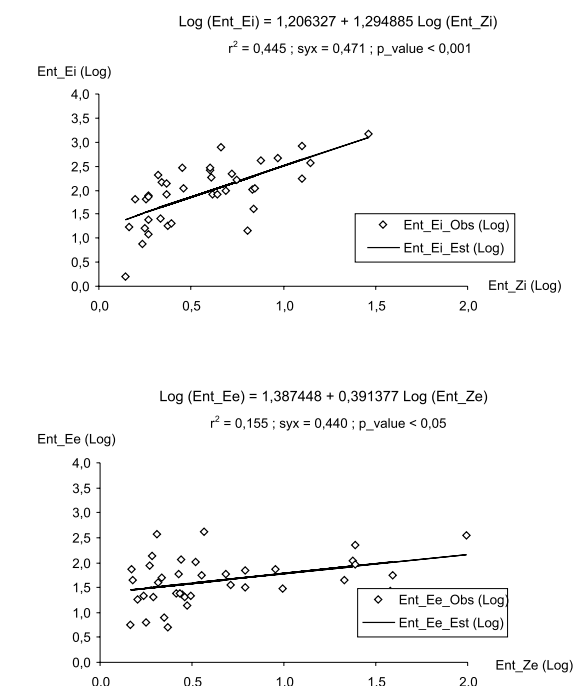 Log (Ent_Ei) = 1,206327 + 1,294885 Log (Ent_Zi)
r² = 0,445 ; syx = 0,471 ; p_value < 0,001
Ent_Ei (Log)
4,0
3,5
3,0
2,5
2,0
1,5
1,0
0,5
0,0
Ent_Ei_Obs (Log)
Ent_Ei_Est (Log)
Ent_Zi (Log)
0,0 0,5 1,0 1,5 2,0
Log (Ent_Ee) = 1,387448 + 0,391377 Log (Ent_Ze)
r² = 0,155 ; syx = 0,440 ; p_value < 0,05
Ent_Ee (Log)
4,0
3,5
3,0
2,5
2,0
1,5
1,0
0,5
0,0
Ent_Ee_Obs (Log)
Ent_Ee_Est (Log)
Ent_Ze (Log)
0,0 0,5 1,0 1,5 2,0